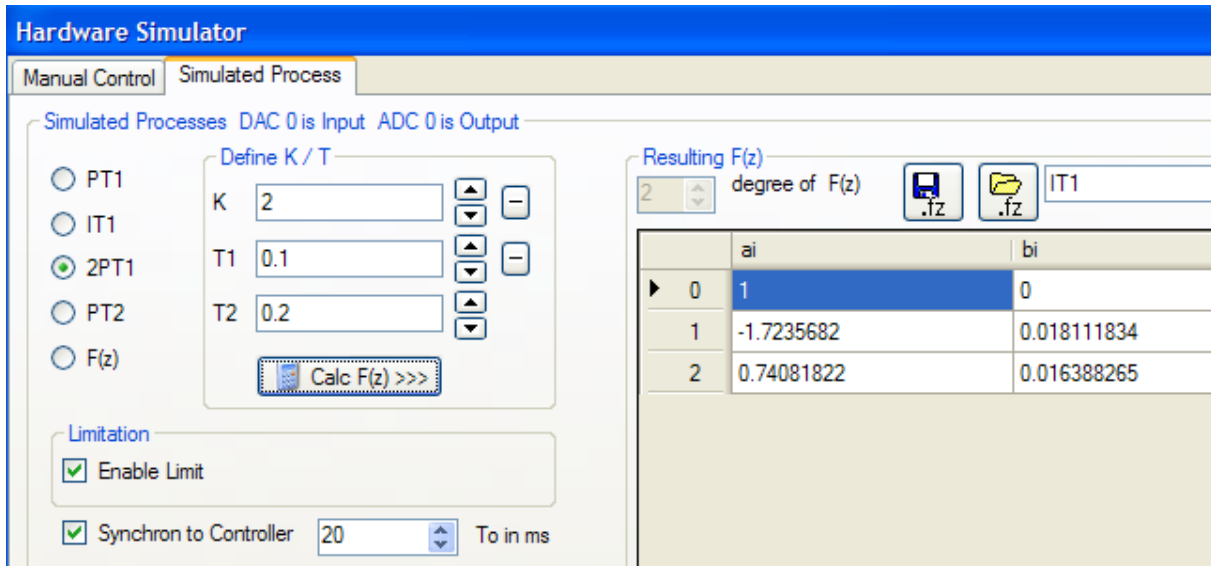 Hardware Simulator
Manual Control Simulated Process
Simulated Processes DAC 0 is Input ADC 0 is Output
PT1
IT1
2PT1
PT2
F(z)
Define K / T
K 2
T1 0.1
T2 0.2
Calc F(z) >>>
Limitation
Enable Limit
Synchron to Controller 20 To in ms
Resulting F(z)
2 degree of F(z) .fz .fz IT1
ai bi
0 1 0
1 -1.7235682 0.018111834
2 0.74081822 0.016388265